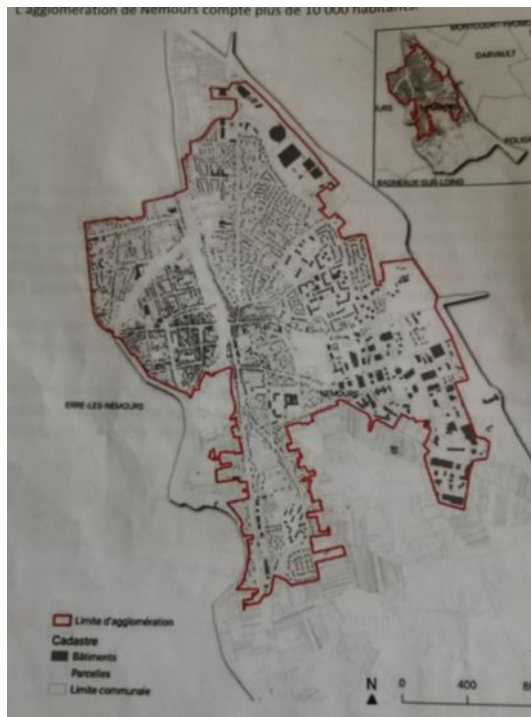 L'agglomération de Nemours compte plus de 10 000 habitants.
DARVAULT
BAGNEAUX-SUR-LOING
NEMOURS
Limite d'agglomération
Cadastre
Bâtiments
Parcelles
Limite communale
N
0
400